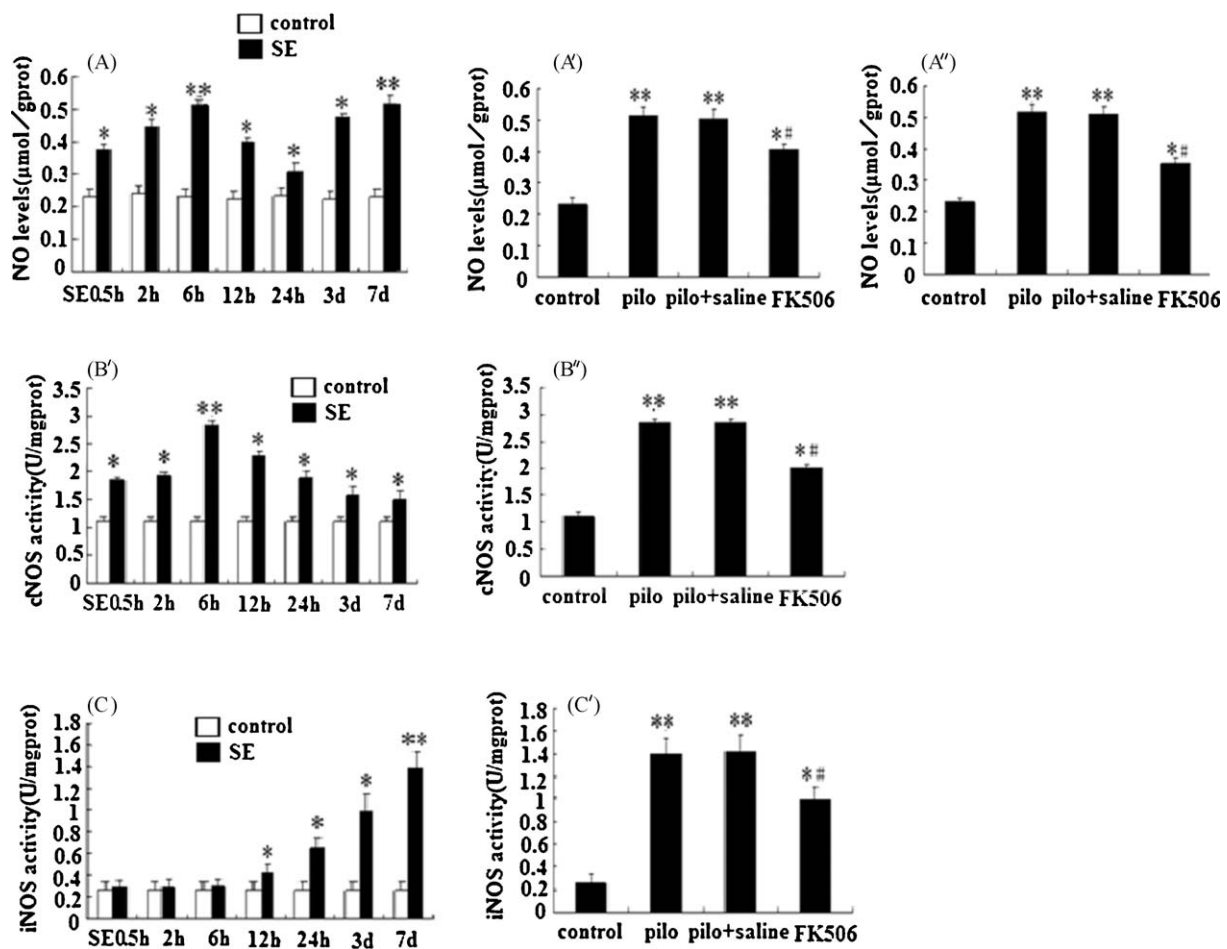 control
SE
(A)
NO levels(μmol/gprot)
0.6
0.5
0.4
0.3
0.2
0.1
0
* * ** * * * **
SE0.5h 2h 6h 12h 24h 3d 7d
(A′)
NO levels(μmol/gprot)
0.6
0.5
0.4
0.3
0.2
0.1
0
** ** *#
control pilo pilo+saline FK506
(A″)
NO levels(μmol/gprot)
0.6
0.5
0.4
0.3
0.2
0.1
0
** ** *#
control pilo pilo+saline FK506
(B′)
control
SE
cNOS activity(U/mgprot)
3.5
3
2.5
2
1.5
1
0.5
0
* * ** * * * *
SE0.5h 2h 6h 12h 24h 3d 7d
(B″)
cNOS activity(U/mgprot)
3.5
3
2.5
2
1.5
1
0.5
0
** ** *#
control pilo pilo+saline FK506
(C)
control
SE
iNOS activity(U/mgprot)
1.8
1.6
1.4
1.2
1
0.8
0.6
0.4
0.2
0
* * * **
SE0.5h 2h 6h 12h 24h 3d 7d
(C′)
iNOS activity(U/mgprot)
1.8
1.6
1.4
1.2
1
0.8
0.6
0.4
0.2
0
** ** *#
control pilo pilo+saline FK506